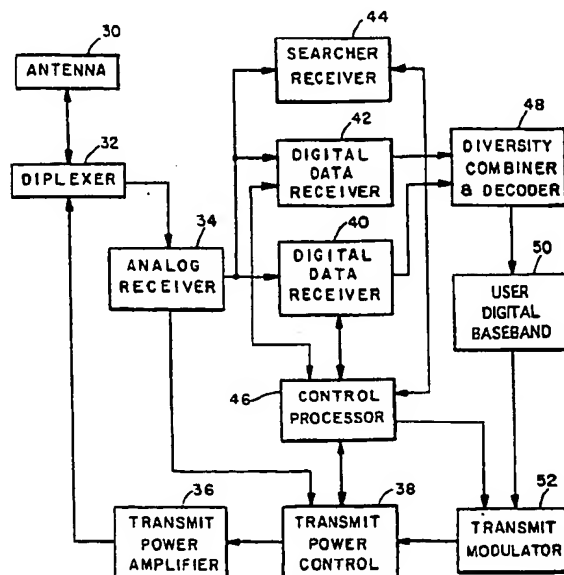 30
ANTENNA
44
SEARCHER
RECEIVER
32
DIPLEXER
42
DIGITAL
DATA
RECEIVER
48
DIVERSITY
COMBINER
& DECODER
34
ANALOG
RECEIVER
40
DIGITAL
DATA
RECEIVER
50
USER
DIGITAL
BASEBAND
46
CONTROL
PROCESSOR
36
TRANSMIT
POWER
AMPLIFIER
38
TRANSMIT
POWER
CONTROL
52
TRANSMIT
MODULATOR